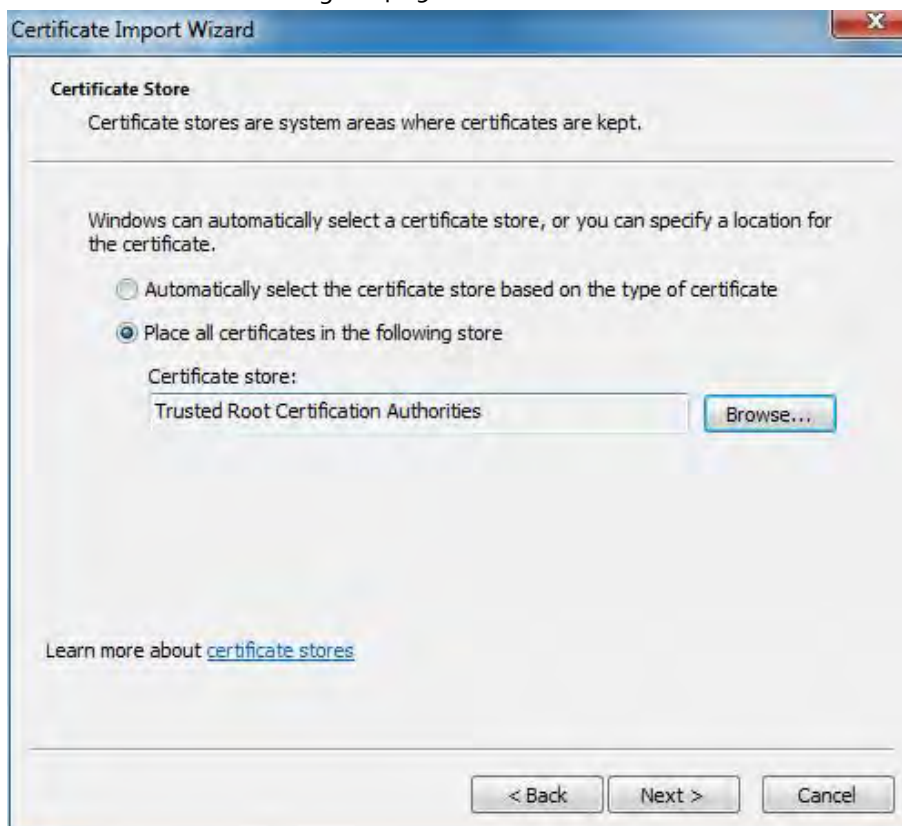 Certificate Import Wizard
Certificate Store
Certificate stores are system areas where certificates are kept.
Windows can automatically select a certificate store, or you can specify a location for
the certificate.
Automatically select the certificate store based on the type of certificate
Place all certificates in the following store
Certificate store:
Trusted Root Certification Authorities
Browse...
Learn more about certificate stores
< Back
Next >
Cancel